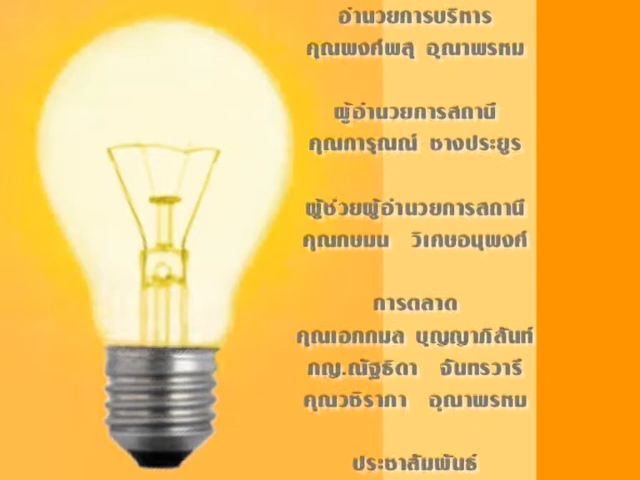 อำนวยการบริหาร
คุณพงศ์พสุ อุณาพรหม
ผู้อำนวยการสถานี
คุณการุณณ์ ชางประยูร
ผู้ช่วยผู้อำนวยการสถานี
คุณกษมน วิเศษอนุพงศ์
การตลาด
คุณเอกกมล บุญญาภิสันท์
ภญ.ณัฐธิดา จันทรวารี
คุณวชิราภา อุณาพรหม
ประชาสัมพันธ์